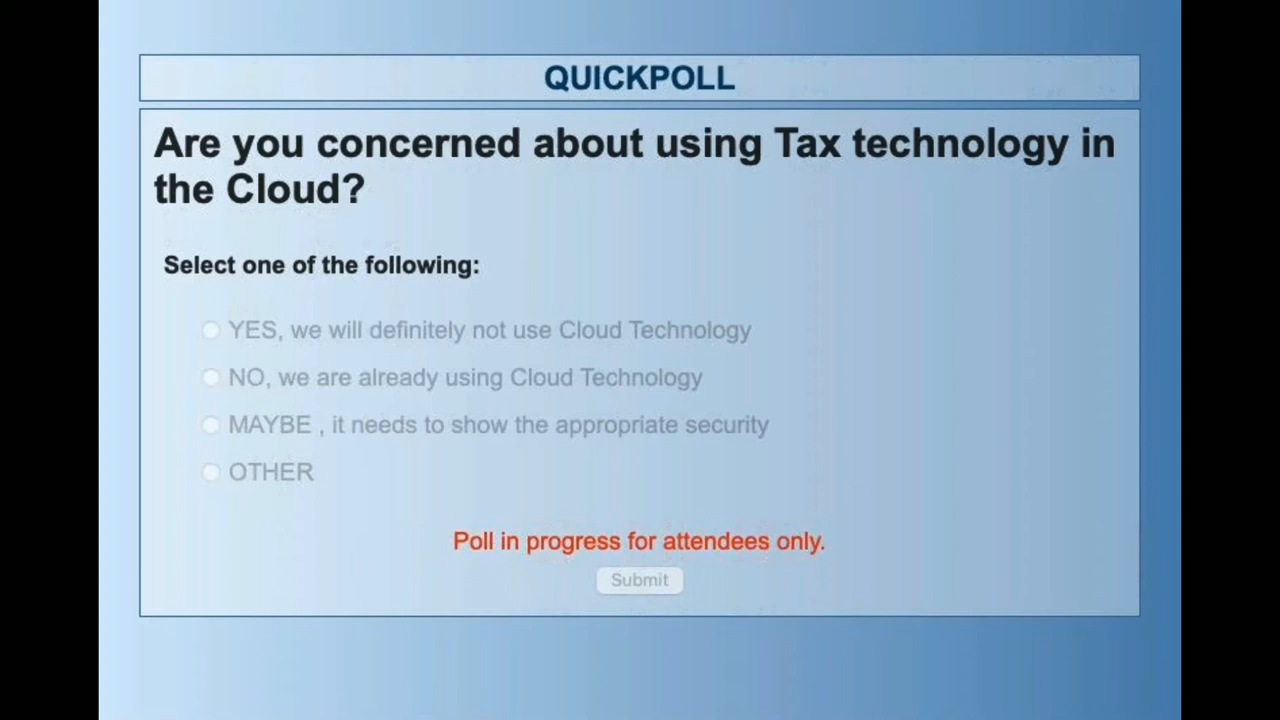 QUICKPOLL
Are you concerned about using Tax technology in
the Cloud?
Select one of the following:
YES, we will definitely not use Cloud Technology
NO, we are already using Cloud Technology
MAYBE , it needs to show the appropriate security
OTHER
Poll in progress for attendees only.
Submit